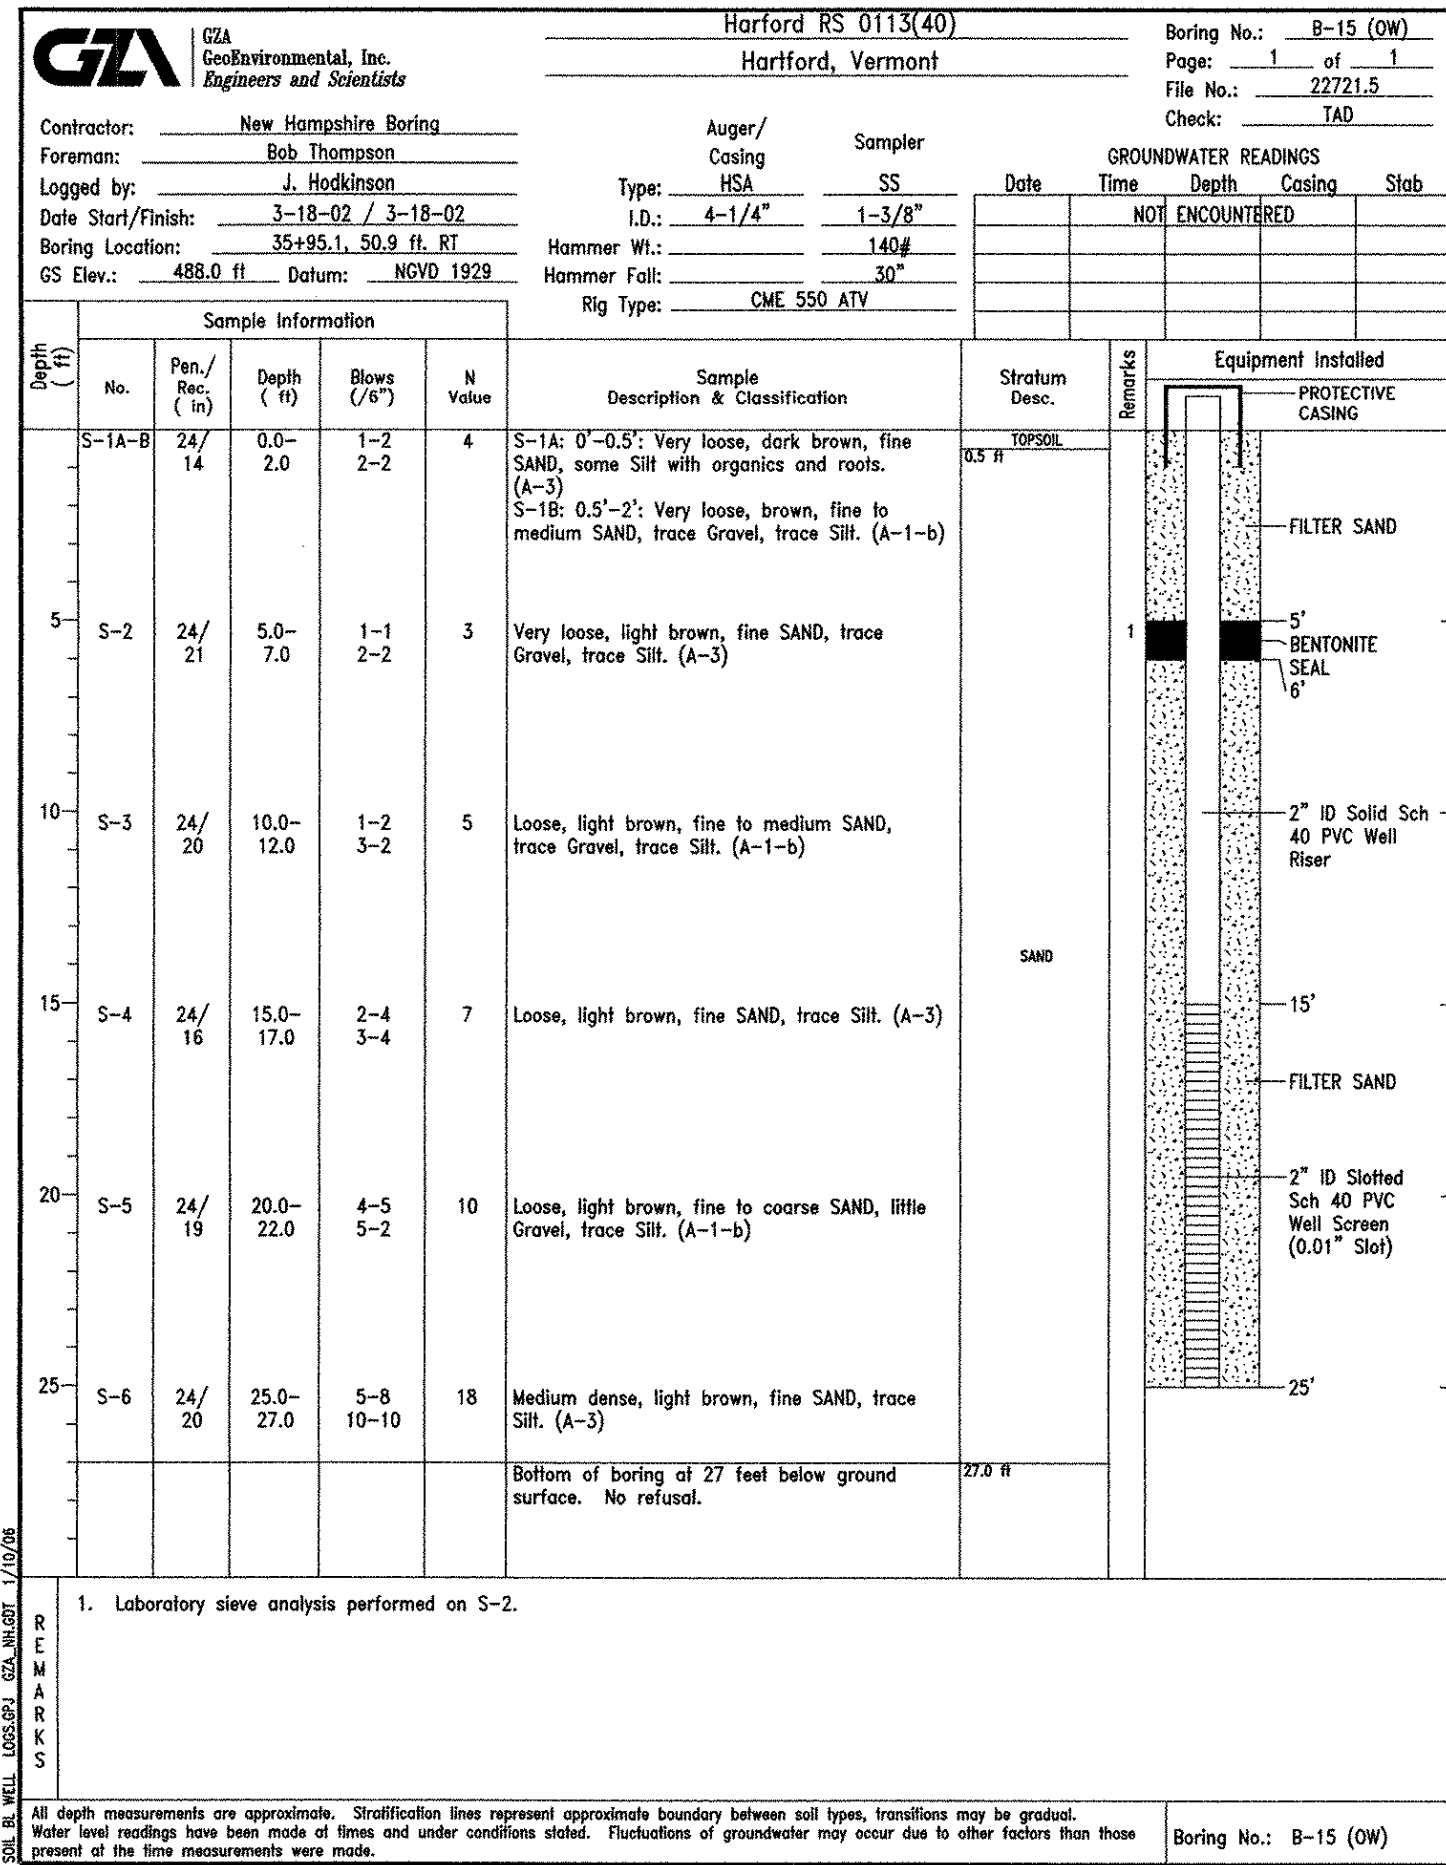 GZA
GZA
GeoEnvironmental, Inc.
Engineers and Scientists
Harford RS 0113(40)
Hartford, Vermont
Boring No.: B-15 (OW)
Page: 1 of 1
File No.: 22721.5
Check: TAD
Contractor: New Hampshire Boring
Foreman: Bob Thompson
Logged by: J. Hodkinson
Date Start/Finish: 3-18-02 / 3-18-02
Boring Location: 35+95.1, 50.9 ft. RT
GS Elev.: 488.0 ft Datum: NGVD 1929
Auger/
Casing Sampler
Type: HSA SS
I.D.: 4-1/4" 1-3/8"
Hammer Wt.: 140#
Hammer Fall: 30"
Rig Type: CME 550 ATV
GROUNDWATER READINGS
Date Time Depth Casing Stab
NOT ENCOUNTERED
Depth
( ft)
Sample Information
No.
Pen./
Rec.
( in)
Depth
( ft)
Blows
(/6")
N
Value
Sample
Description & Classification
Stratum
Desc.
Remarks
Equipment Installed
PROTECTIVE
CASING
S-1A-B 24/ 0.0- 1-2 4 S-1A: 0'-0.5': Very loose, dark brown, fine TOPSOIL
14 2.0 2-2 SAND, some Silt with organics and roots. 0.5 ft
(A-3)
S-1B: 0.5'-2': Very loose, brown, fine to
medium SAND, trace Gravel, trace Silt. (A-1-b) FILTER SAND
5 5'
S-2 24/ 5.0- 1-1 3 Very loose, light brown, fine SAND, trace 1 BENTONITE
21 7.0 2-2 Gravel, trace Silt. (A-3) SEAL
6'
10 2" ID Solid Sch
S-3 24/ 10.0- 1-2 5 Loose, light brown, fine to medium SAND, 40 PVC Well
20 12.0 3-2 trace Gravel, trace Silt. (A-1-b) Riser
SAND
15 15'
S-4 24/ 15.0- 2-4 7 Loose, light brown, fine SAND, trace Silt. (A-3)
16 17.0 3-4
FILTER SAND
20 2" ID Slotted
S-5 24/ 20.0- 4-5 10 Loose, light brown, fine to coarse SAND, little Sch 40 PVC
19 22.0 5-2 Gravel, trace Silt. (A-1-b) Well Screen
(0.01" Slot)
25 25'
S-6 24/ 25.0- 5-8 18 Medium dense, light brown, fine SAND, trace
20 27.0 10-10 Silt. (A-3)
Bottom of boring at 27 feet below ground 27.0 ft
surface. No refusal.
REMARKS
1. Laboratory sieve analysis performed on S-2.
SOIL BL WELL LOGS.GPJ GZA_NH.GDT 1/10/06
All depth measurements are approximate. Stratification lines represent approximate boundary between soil types, transitions may be gradual.
Water level readings have been made at times and under conditions stated. Fluctuations of groundwater may occur due to other factors than those
present at the time measurements were made.
Boring No.: B-15 (OW)